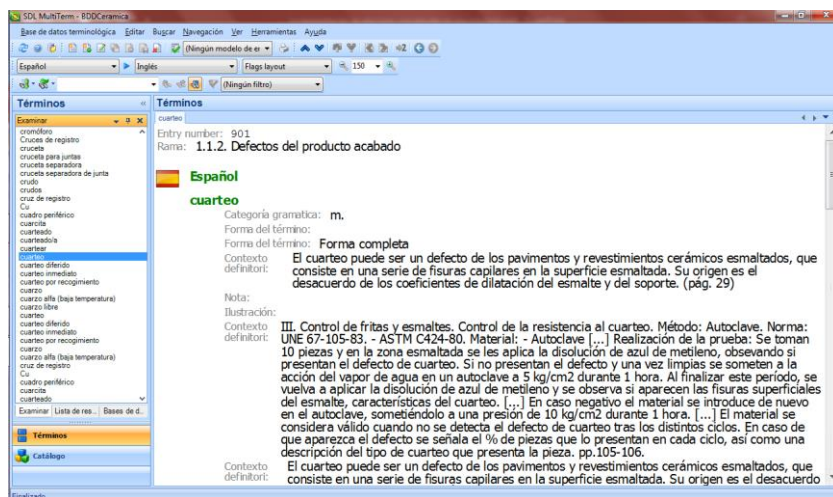 SDL MultiTerm - BDDCeramica
Base de datos terminológica Editar Buscar Navegación Ver Herramientas Ayuda
(Ningún modelo de er
Español Inglés Flags layout 150
(Ningún filtro)
Términos
Examinar
cromóforo
Cruces de registro
cruceta
cruceta para juntas
cruceta separadora
cruceta separadora de junta
crudo
crudos
cruz de registro
Cu
cuadro periférico
cuarcita
cuarteado
cuarteado/a
cuartear
cuarteo
cuarteo diferido
cuarteo inmediato
cuarteo por recogimiento
cuarzo
cuarzo alfa (baja temperatura)
cuarzo libre
cuarteo
cuarteo diferido
cuarteo inmediato
cuarteo por recogimiento
cuarzo
cuarzo alfa (baja temperatura)
cruz de registro
Cu
cuadro periférico
cuarcita
cuarteado
Examinar Lista de res... Bases de d..
Términos
Catálogo
Finalizado
Términos
cuarteo
Entry number: 901
Rama: 1.1.2. Defectos del producto acabado
Español
cuarteo
Categoría gramatica: m.
Forma del término:
Forma del término: Forma completa
Contexto definitori: El cuarteo puede ser un defecto de los pavimentos y revestimientos cerámicos esmaltados, que
consiste en una serie de fisuras capilares en la superficie esmaltada. Su origen es el
desacuerdo de los coeficientes de dilatación del esmalte y del soporte. (pág. 29)
Nota:
Ilustración:
Contexto definitori: III. Control de fritas y esmaltes. Control de la resistencia al cuarteo. Método: Autoclave. Norma:
UNE 67-105-83. - ASTM C424-80. Material: - Autoclave [...] Realización de la prueba: Se toman
10 piezas y en la zona esmaltada se les aplica la disolución de azul de metileno, obsevando si
presentan el defecto de cuarteo. Si no presentan el defecto y una vez limpias se someten a la
acción del vapor de agua en un autoclave a 5 kg/cm2 durante 1 hora. Al finalizar este período, se
vuelva a aplicar la disolución de azul de metileno y se observa si aparecen las fisuras superficiales
del esmalte, características del cuarteo. [...] En caso negativo el material se introduce de nuevo
en el autoclave, sometiéndolo a una presión de 10 kg/cm2 durante 1 hora. [...] El material se
considera válido cuando no se detecta el defecto de cuarteo tras los distintos ciclos. En caso de
que aparezca el defecto se señala el % de piezas que lo presentan en cada ciclo, así como una
descripción del tipo de cuarteo que presenta la pieza. pp.105-106.
Contexto definitori: El cuarteo puede ser un defecto de los pavimentos y revestimientos cerámicos esmaltados, que
consiste en una serie de fisuras capilares en la superficie esmaltada. Su origen es el desacuerdo